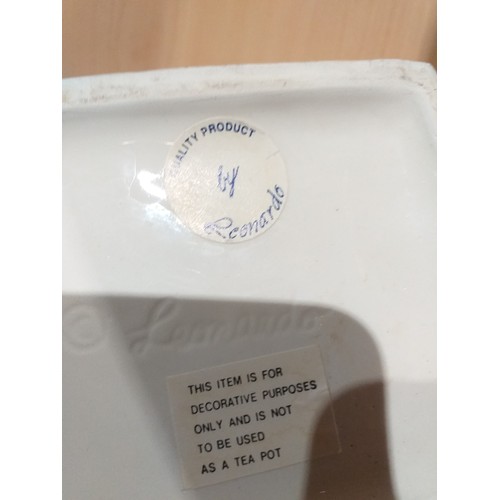 QUALITY PRODUCT
by
Leonardo
© Leonardo
THIS ITEM IS FOR
DECORATIVE PURPOSES
ONLY AND IS NOT
TO BE USED
AS A TEA POT